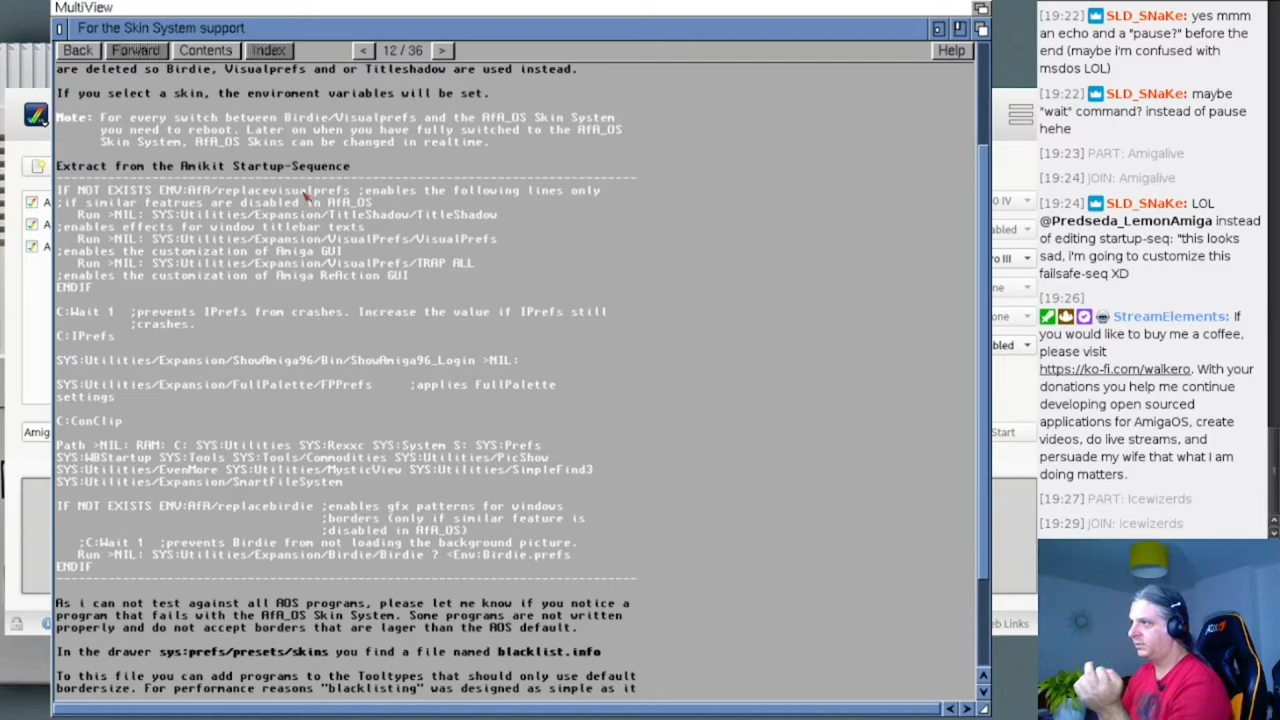 MultiView
For the Skin System support
Back Forward Contents Index < 12 / 36 > Help
are deleted so Birdie, Visualprefs and or Titleshadow are used instead.
If you select a skin, the enviroment variables will be set.
Note: For every switch between Birdie/Visualprefs and the AfA_OS Skin System
you need to reboot. Later on when you have fully switched to the AfA_OS
Skin System, AfA_OS Skins can be changed in realtime.
Extract from the Amikit Startup-Sequence
--------------------------------------------------------------------------------
IF NOT EXISTS ENV:AfA/replacevisualprefs ;enables the following lines only
;if similar featrues are disabled in AfA_OS
Run >NIL: SYS:Utilities/Expansion/TitleShadow/TitleShadow
;enables effects for window titlebar texts
Run >NIL: SYS:Utilities/Expansion/VisualPrefs/VisualPrefs
;enables the customization of Amiga GUI
Run >NIL: SYS:Utilities/Expansion/VisualPrefs/TRAP ALL
;enables the customization of Amiga ReAction GUI
ENDIF
C:Wait 1 ;prevents IPrefs from crashes. Increase the value if IPrefs still
;crashes.
C:IPrefs
SYS:Utilities/Expansion/ShowAmiga96/Bin/ShowAmiga96_Login >NIL:
SYS:Utilities/Expansion/FullPalette/FPPrefs ;applies FullPalette
settings
C:ConClip
Path >NIL: RAM: C: SYS:Utilities SYS:Rexxc SYS:System S: SYS:Prefs
SYS:WBStartup SYS:Tools SYS:Tools/Commodities SYS:Utilities/PicShow
SYS:Utilities/EvenMore SYS:Utilities/MysticView SYS:Utilities/SimpleFind3
SYS:Utilities/Expansion/SmartFileSystem
IF NOT EXISTS ENV:AfA/replacebirdie ;enables gfx patterns for windows
;borders (only if similar feature is
;disabled in AfA_OS)
;C:Wait 1 ;prevents Birdie from not loading the background picture.
Run >NIL: SYS:Utilities/Expansion/Birdie/Birdie ? <Env:Birdie.prefs
ENDIF
--------------------------------------------------------------------------------
As i can not test against all AOS programs, please let me know if you notice a
program that fails with the AfA_OS Skin System. Some programs are not written
properly and do not accept borders that are lager than the AOS default.
In the drawer sys:prefs/presets/skins you find a file named blacklist.info
To this file you can add programs to the Tooltypes that should only use default
bordersize. For performance reasons "blacklisting" was designed as simple as it
A
A
A
Amig
O IV
bled
ro III
ne
one
bled
Start
eb Links
[19:22] SLD_SNaKe: yes mmm
an echo and a "pause?" before the
end (maybe i'm confused with
msdos LOL)
[19:22] SLD_SNaKe: maybe
"wait" command? instead of pause
hehe
[19:23] PART: Amigalive
[19:24] JOIN: Amigalive
[19:24] SLD_SNaKe: LOL
@Predseda_LemonAmiga instead
of editing startup-seq: "this looks
sad, i'm going to customize this
failsafe-seq XD
[19:26]
StreamElements: If
you would like to buy me a coffee,
please visit
https://ko-fi.com/walkero. With your
donations you help me continue
developing open sourced
applications for AmigaOS, create
videos, do live streams, and
persuade my wife that what I am
doing matters.
[19:27] PART: Icewizerds
[19:29] JOIN: Icewizerds